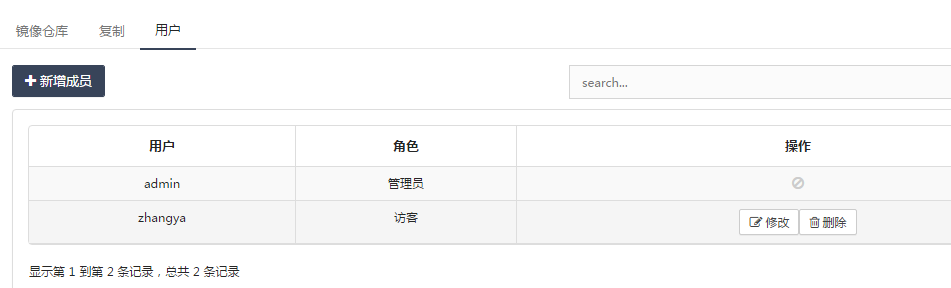 镜像仓库 复制 用户
新增成员 search...
用户 角色 操作
admin 管理员
zhangya 访客 修改 删除
显示第 1 到第 2 条记录，总共 2 条记录